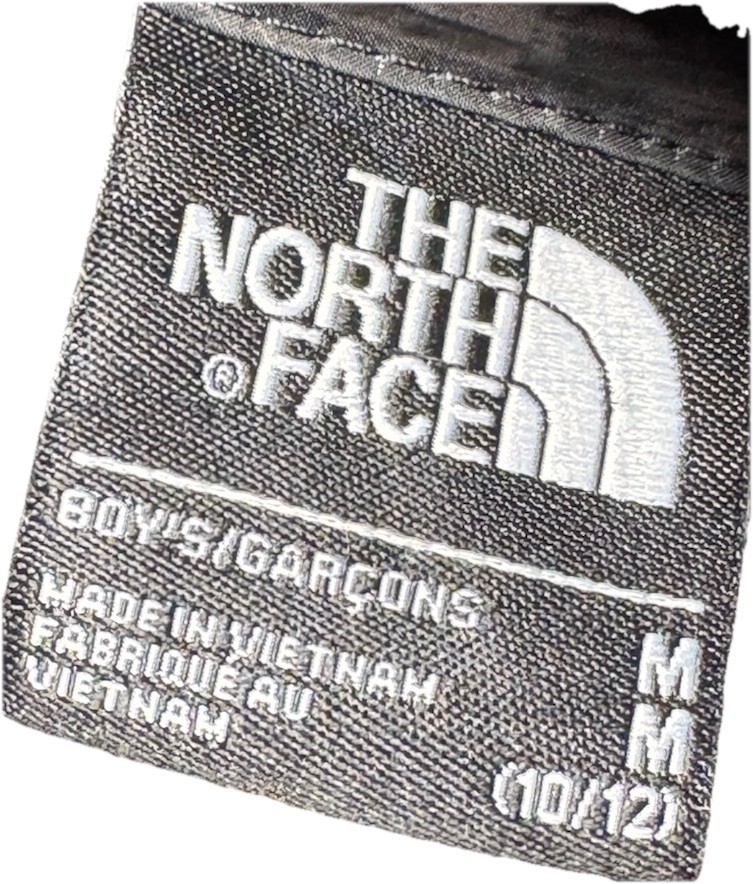 THE
NORTH
® FACE
BOY'S/GARÇONS
MADE IN VIETNAM
FABRIQUÉ AU
VIETNAM
M
M
(10/12)